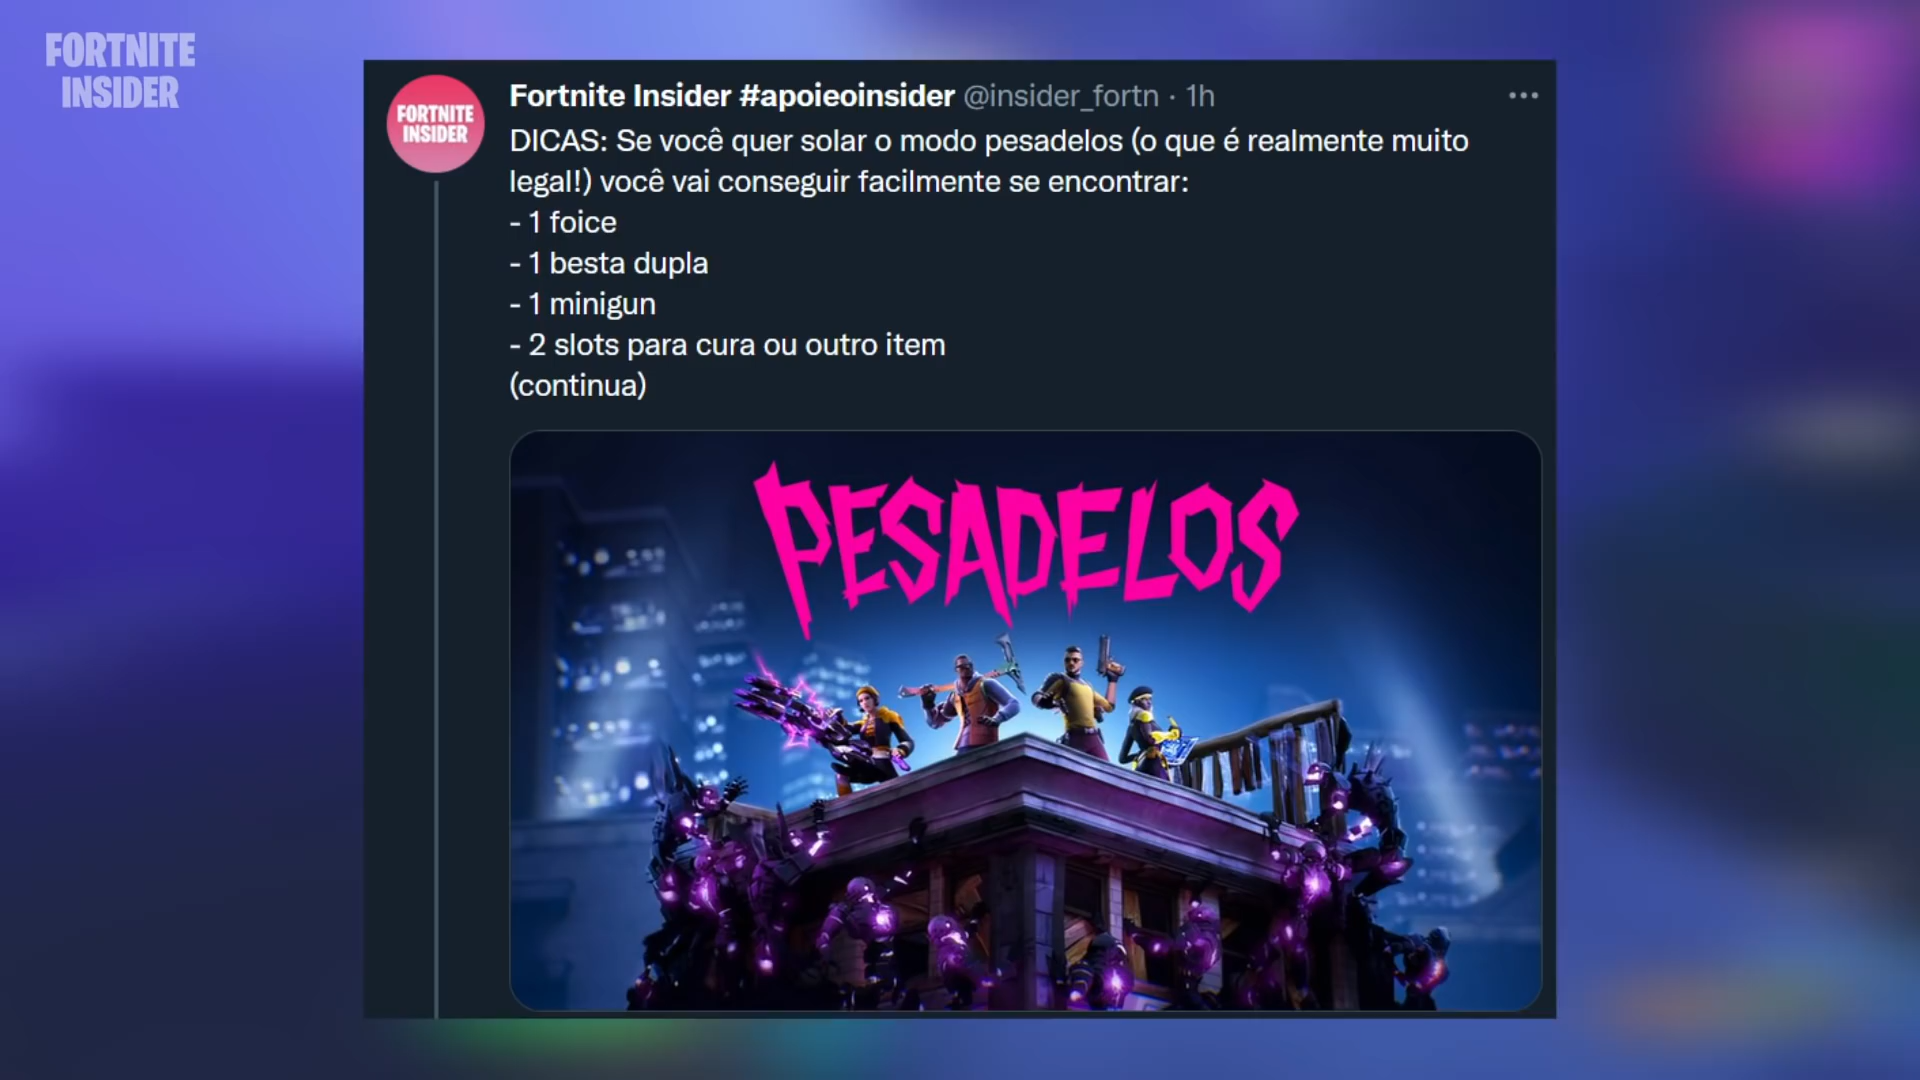 FORTNITE
INSIDER
FORTNITE
INSIDER
Fortnite Insider #apoieoinsider @insider_fortn · 1h
DICAS: Se você quer solar o modo pesadelos (o que é realmente muito
legal!) você vai conseguir facilmente se encontrar:
- 1 foice
- 1 besta dupla
- 1 minigun
- 2 slots para cura ou outro item
(continua)
PESADELOS